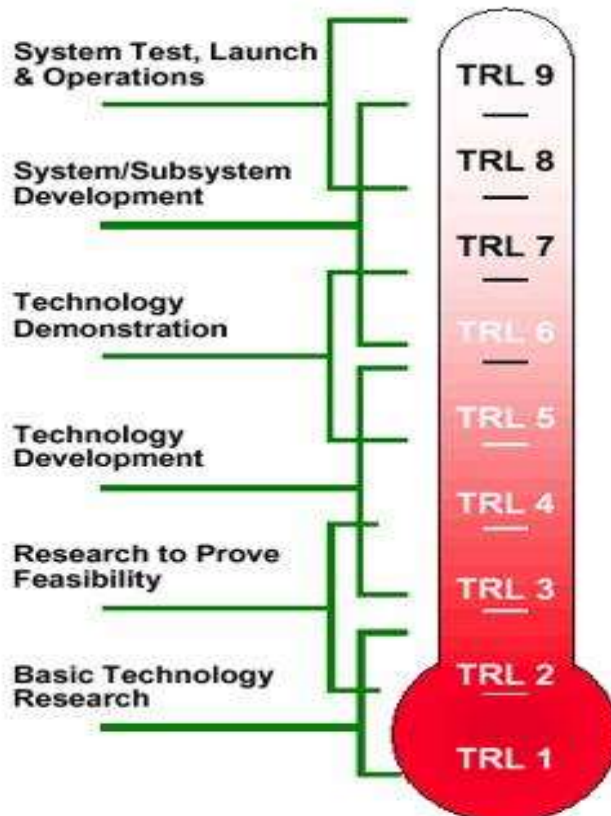 System Test, Launch
& Operations
System/Subsystem
Development
Technology
Demonstration
Technology
Development
Research to Prove
Feasibility
Basic Technology
Research
TRL 9
TRL 8
TRL 7
TRL 6
TRL 5
TRL 4
TRL 3
TRL 2
TRL 1